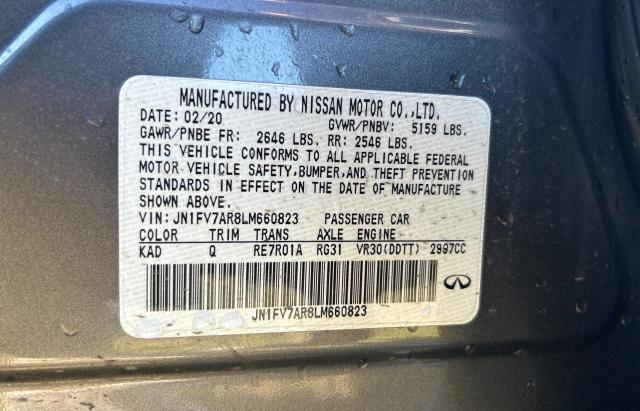 MANUFACTURED BY NISSAN MOTOR CO.,LTD.
DATE: 02/20 GVWR/PNBV: 5159 LBS.
GAWR/PNBE FR: 2646 LBS. RR: 2546 LBS.
THIS VEHICLE CONFORMS TO ALL APPLICABLE FEDERAL
MOTOR VEHICLE SAFETY,BUMPER,AND THEFT PREVENTION
STANDARDS IN EFFECT ON THE DATE OF MANUFACTURE
SHOWN ABOVE.
VIN: JN1FV7AR8LM660823 PASSENGER CAR
COLOR TRIM TRANS AXLE ENGINE
KAD Q RE7R01A RG31 VR30(DDTT) 2997CC
JN1FV7AR8LM660823